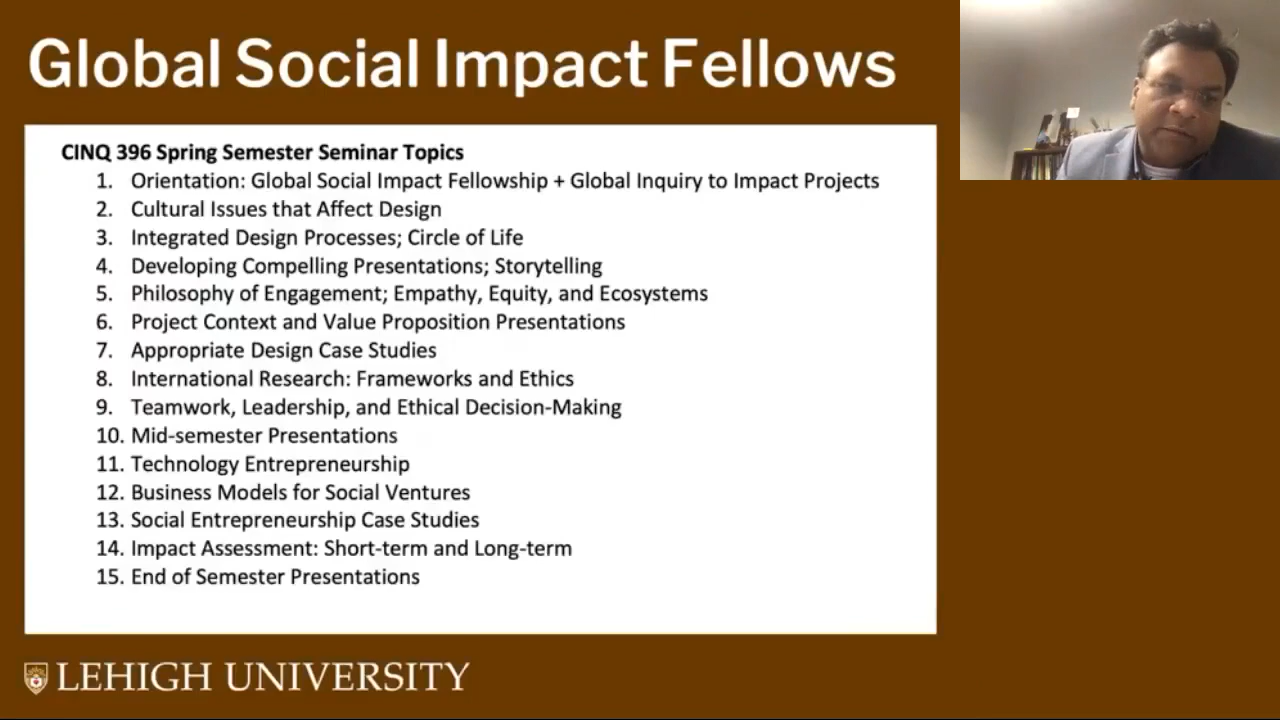 Global Social Impact Fellows
CINQ 396 Spring Semester Seminar Topics
1. Orientation: Global Social Impact Fellowship + Global Inquiry to Impact Projects
2. Cultural Issues that Affect Design
3. Integrated Design Processes; Circle of Life
4. Developing Compelling Presentations; Storytelling
5. Philosophy of Engagement; Empathy, Equity, and Ecosystems
6. Project Context and Value Proposition Presentations
7. Appropriate Design Case Studies
8. International Research: Frameworks and Ethics
9. Teamwork, Leadership, and Ethical Decision-Making
10. Mid-semester Presentations
11. Technology Entrepreneurship
12. Business Models for Social Ventures
13. Social Entrepreneurship Case Studies
14. Impact Assessment: Short-term and Long-term
15. End of Semester Presentations
LEHIGH UNIVERSITY